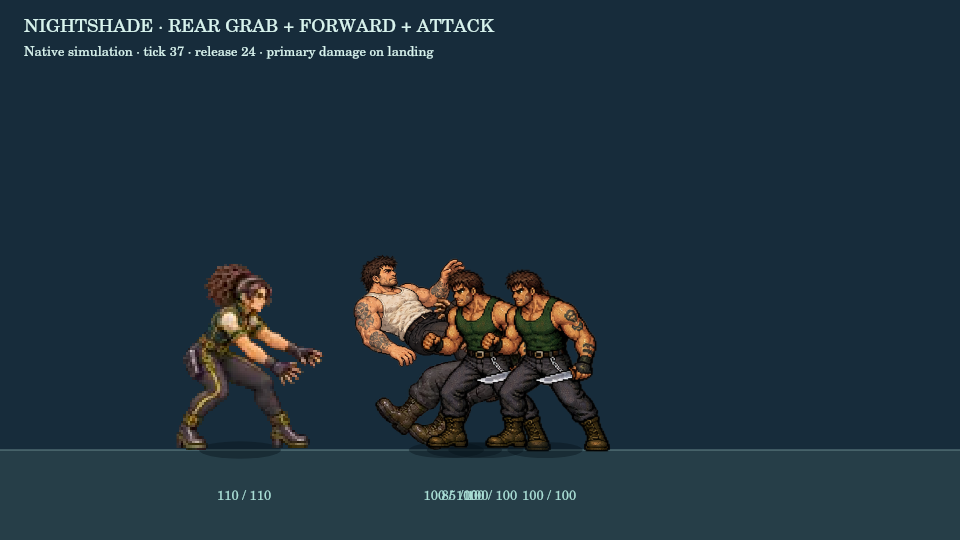 NIGHTSHADE · REAR GRAB + FORWARD + ATTACK
Native simulation · tick 37 · release 24 · primary damage on landing
110 / 110
100 / 100